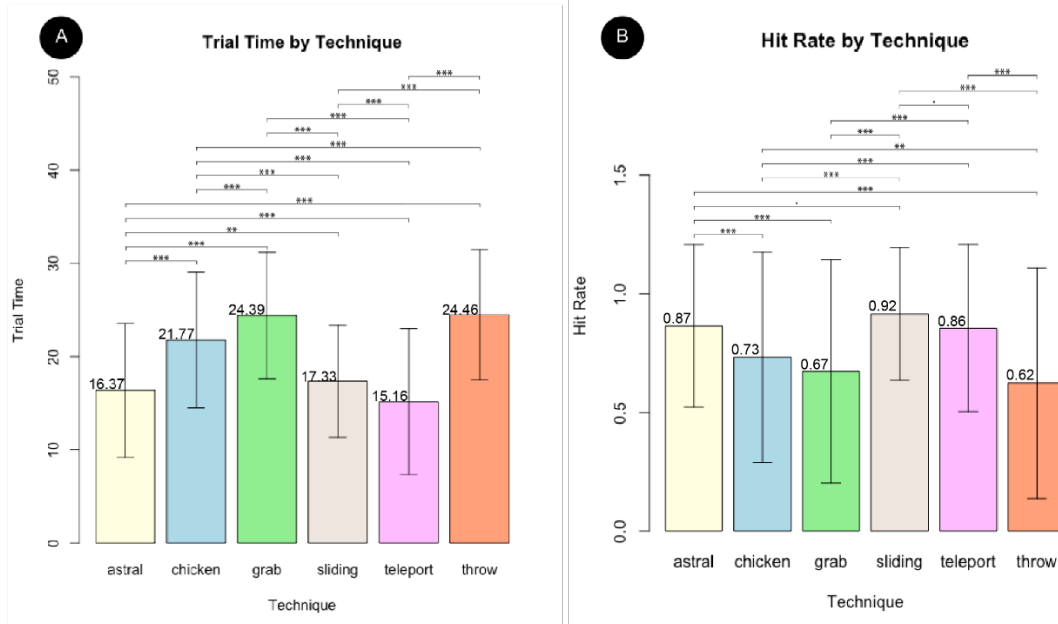 A
Trial Time by Technique
Trial Time
50
40
30
20
10
0
***
***
***
***
***
***
***
***
***
***
***
**
***
***
16.37
21.77
24.39
17.33
15.16
24.46
astral
chicken
grab
sliding
teleport
throw
Technique
B
Hit Rate by Technique
Hit Rate
1.5
1.0
0.5
0.0
***
***
.
***
***
**
***
***
***
.
***
***
0.87
0.73
0.67
0.92
0.86
0.62
astral
chicken
grab
sliding
teleport
throw
Technique